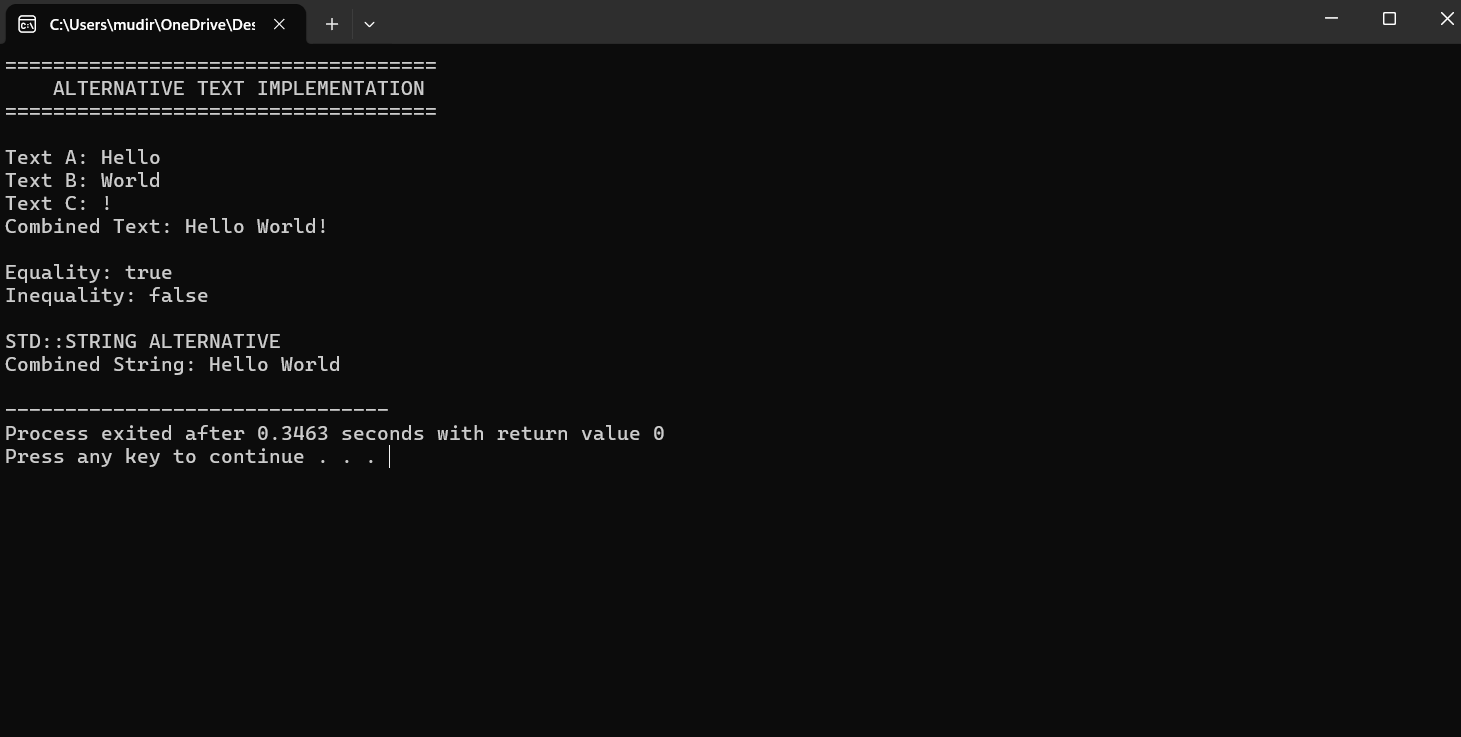 C:\Users\mudir\OneDrive\Des
====================================
    ALTERNATIVE TEXT IMPLEMENTATION
====================================

Text A: Hello
Text B: World
Text C: !
Combined Text: Hello World!

Equality: true
Inequality: false

STD::STRING ALTERNATIVE
Combined String: Hello World

--------------------------------
Process exited after 0.3463 seconds with return value 0
Press any key to continue . . .